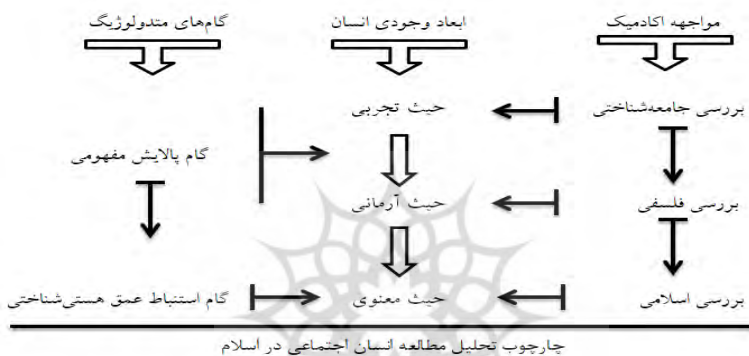 مواجهه اکادمیک
ابعاد وجودی انسان
گام‌های متدولوژیک
بررسی جامعه‌شناختی
حیث تجربی
گام پالایش مفهومی
بررسی فلسفی
حیث آرمانی
بررسی اسلامی
حیث معنوی
گام استنباط عمق هستی‌شناختی
چارچوب تحلیل مطالعه انسان اجتماعی در اسلام